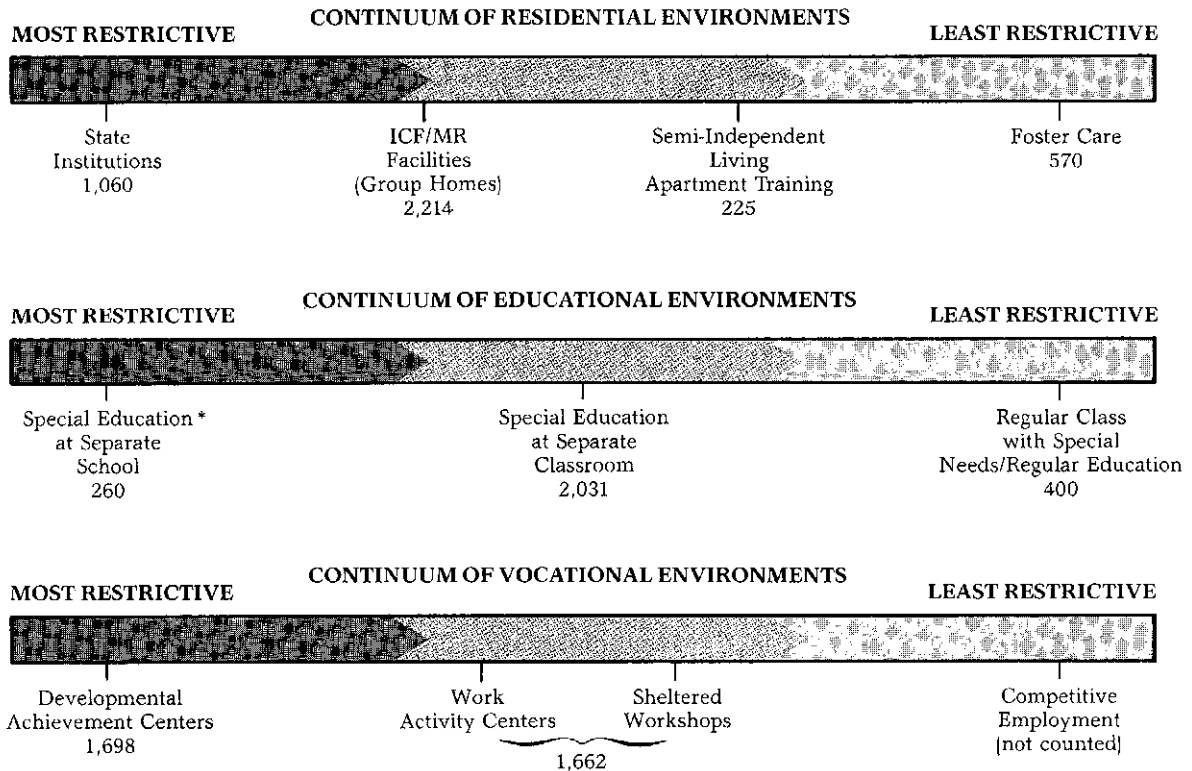 CONTINUUM OF RESIDENTIAL ENVIRONMENTS
MOST RESTRICTIVE
LEAST RESTRICTIVE
State
Institutions
1,060
ICF/MR
Facilities
(Group Homes)
2,214
Semi-Independent
Living
Apartment Training
225
Foster Care
570
CONTINUUM OF EDUCATIONAL ENVIRONMENTS
MOST RESTRICTIVE
LEAST RESTRICTIVE
Special Education *
at Separate
School
260
Special Education
at Separate
Classroom
2,031
Regular Class
with Special
Needs/Regular Education
400
CONTINUUM OF VOCATIONAL ENVIRONMENTS
MOST RESTRICTIVE
LEAST RESTRICTIVE
Developmental
Achievement Centers
1,698
Work
Activity Centers
Sheltered
Workshops
1,662
Competitive
Employment
(not counted)